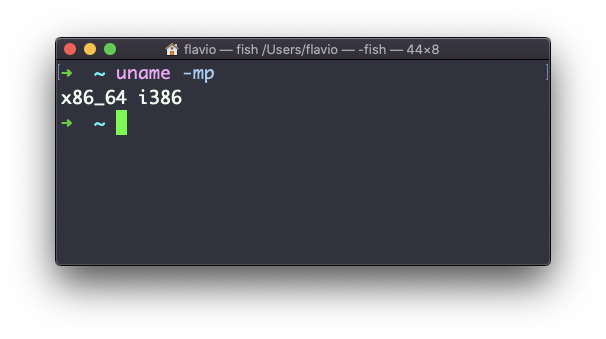 flavio — fish /Users/flavio — -fish — 44×8
➜ ~ uname -mp
x86_64 i386
➜ ~